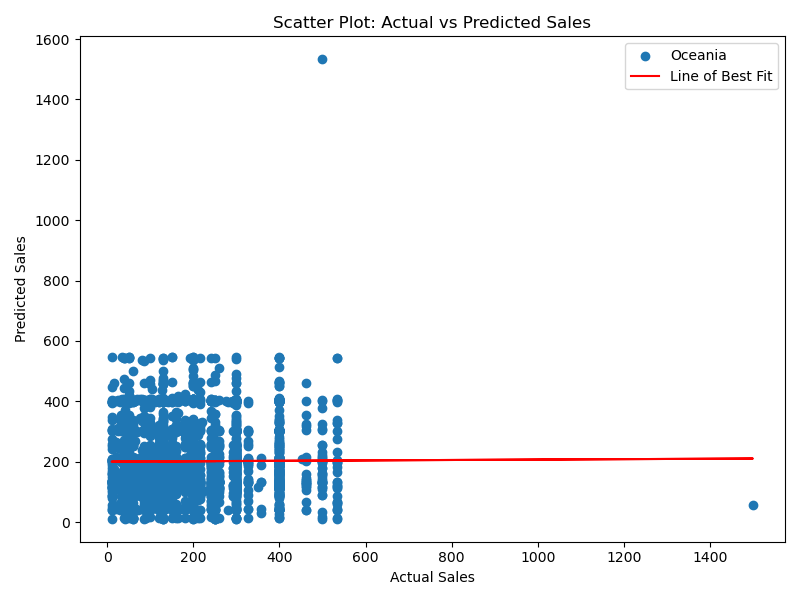 Scatter Plot: Actual vs Predicted Sales
Oceania
Line of Best Fit
Predicted Sales
1600
1400
1200
1000
800
600
400
200
0
0 200 400 600 800 1000 1200 1400
Actual Sales